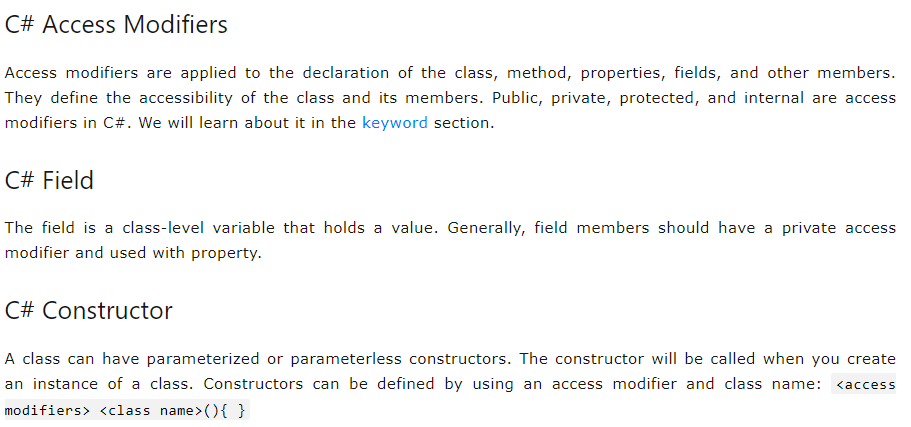 C# Access Modifiers
Access modifiers are applied to the declaration of the class, method, properties, fields, and other members.
They define the accessibility of the class and its members. Public, private, protected, and internal are access
modifiers in C#. We will learn about it in the keyword section.
C# Field
The field is a class-level variable that holds a value. Generally, field members should have a private access
modifier and used with property.
C# Constructor
A class can have parameterized or parameterless constructors. The constructor will be called when you create
an instance of a class. Constructors can be defined by using an access modifier and class name: <access
modifiers> <class name>(){ }